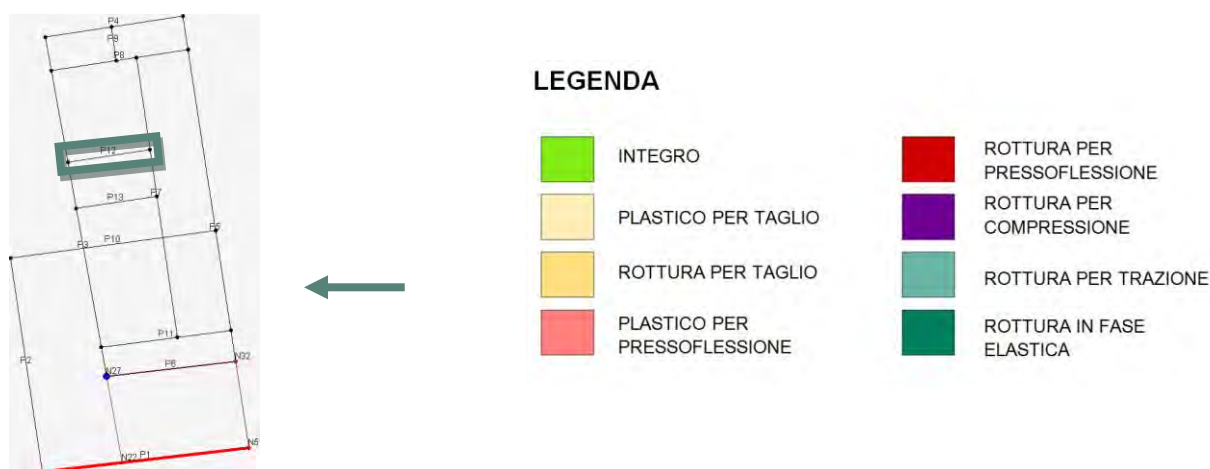 P4
P9
P8
P12
P7
P13
P5
P3 P10
P11
P2
N32
P6
N27
N5
N22 P1
LEGENDA
INTEGRO
PLASTICO PER TAGLIO
ROTTURA PER TAGLIO
PLASTICO PER
PRESSOFLESSIONE
ROTTURA PER
PRESSOFLESSIONE
ROTTURA PER
COMPRESSIONE
ROTTURA PER TRAZIONE
ROTTURA IN FASE
ELASTICA